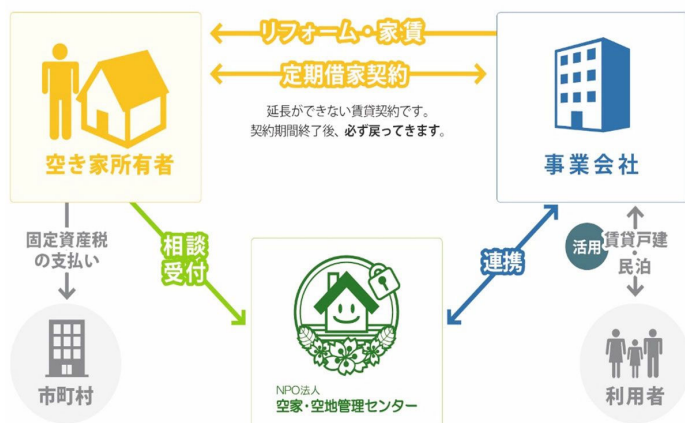 リフォーム・家賃
定期借家契約
延長ができない賃貸契約です。
契約期間終了後、必ず戻ってきます。
空き家所有者
事業会社
固定資産税
の支払い
相談
受付
連携
活用
賃貸戸建
・
民泊
市町村
NPO法人
空家・空地管理センター
利用者